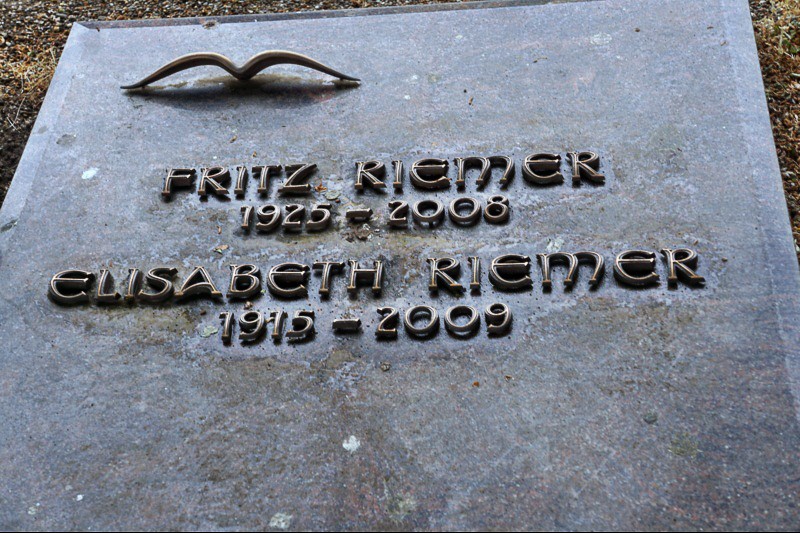 FRITZ RIEMER
1925 - 2008
ELISABETH RIEMER
1915 - 2009